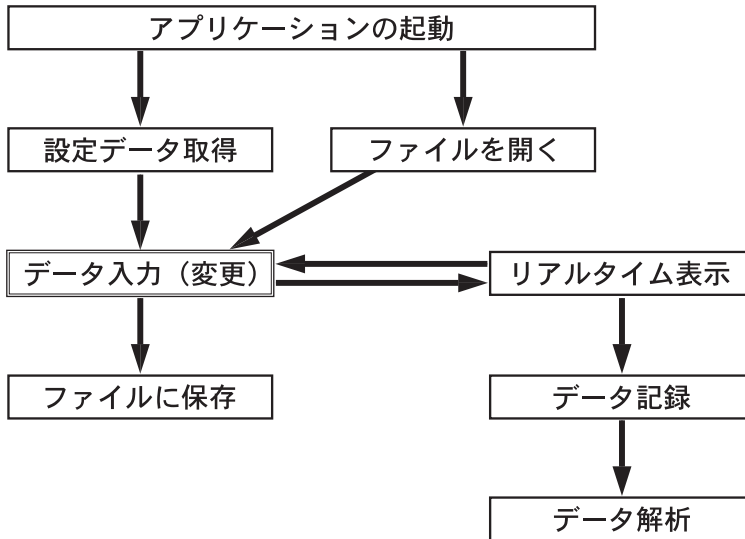 アプリケーションの起動
設定データ取得
ファイルを開く
データ入力（変更）
リアルタイム表示
ファイルに保存
データ記録
データ解析